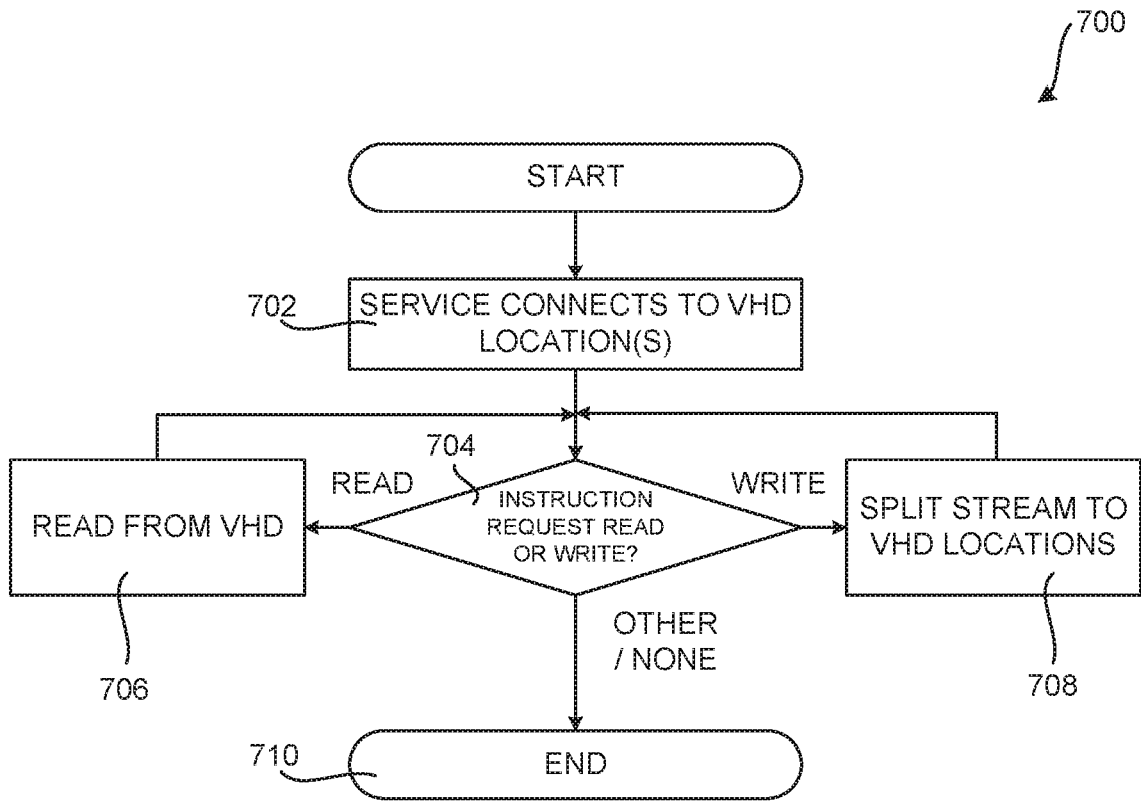 700
START
702
SERVICE CONNECTS TO VHD
LOCATION(S)
704
READ
WRITE
INSTRUCTION
REQUEST READ
OR WRITE?
READ FROM VHD
SPLIT STREAM TO
VHD LOCATIONS
OTHER
/ NONE
706
708
710
END